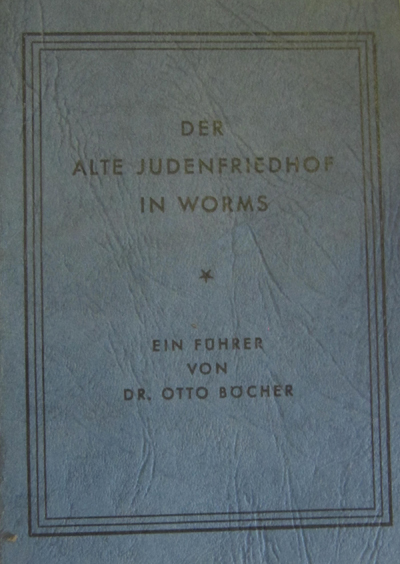 DER
ALTE JUDENFRIEDHOF
IN WORMS
EIN FÜHRER
VON
DR. OTTO BÖCHER